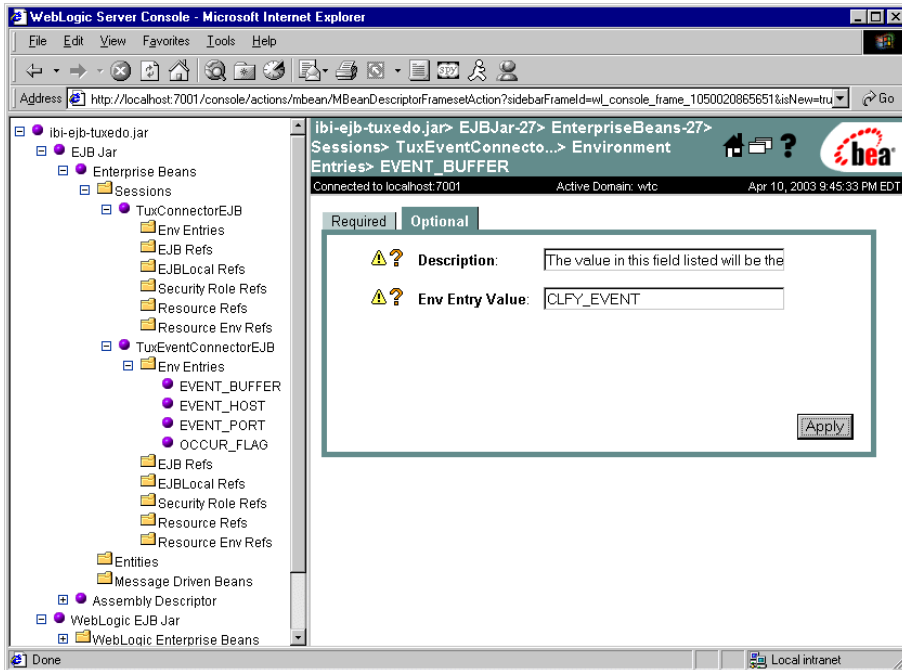 WebLogic Server Console - Microsoft Internet Explorer
File Edit View Favorites Tools Help
Address http://localhost:7001/console/actions/mbean/MBeanDescriptorFramesetAction?sidebarFrameId=wl_console_frame_1050020865651&isNew=tru Go
ibi-ejb-tuxedo.jar
EJB Jar
Enterprise Beans
Sessions
TuxConnectorEJB
Env Entries
EJB Refs
EJBLocal Refs
Security Role Refs
Resource Refs
Resource Env Refs
TuxEventConnectorEJB
Env Entries
EVENT_BUFFER
EVENT_HOST
EVENT_PORT
OCCUR_FLAG
EJB Refs
EJBLocal Refs
Security Role Refs
Resource Refs
Resource Env Refs
Entities
Message Driven Beans
Assembly Descriptor
WebLogic EJB Jar
WebLogic Enterprise Beans
ibi-ejb-tuxedo.jar> EJBJar-27> EnterpriseBeans-27>
Sessions> TuxEventConnecto...> Environment
Entries> EVENT_BUFFER
bea
Connected to localhost:7001 Active Domain: wtc Apr 10, 2003 9:45:33 PM EDT
Required Optional
Description: The value in this field listed will be the
Env Entry Value: CLFY_EVENT
Apply
Done Local intranet